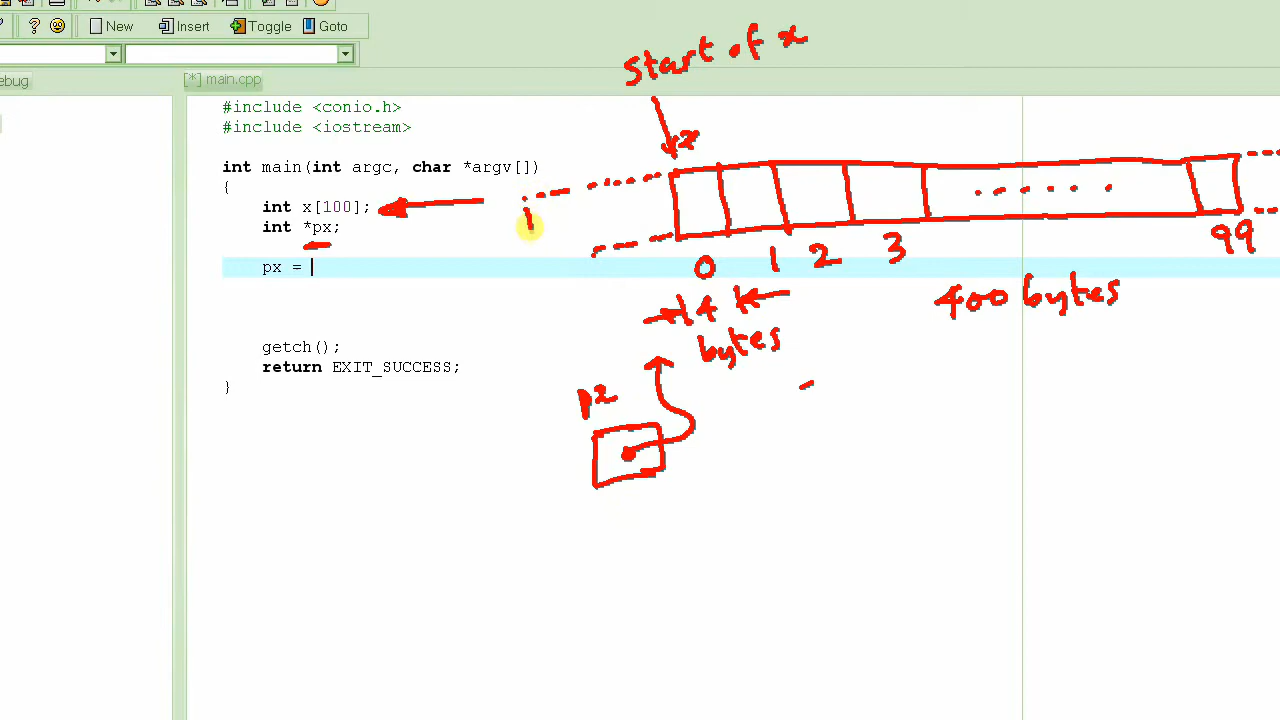 New Insert Toggle Goto
ebug
[*] main.cpp
start of x
#include <conio.h>
#include <iostream>
x
int main(int argc, char *argv[])
{
int x[100];
int *px;
0 1 2 3 99
px =
4
bytes
400 bytes
getch();
return EXIT_SUCCESS;
}